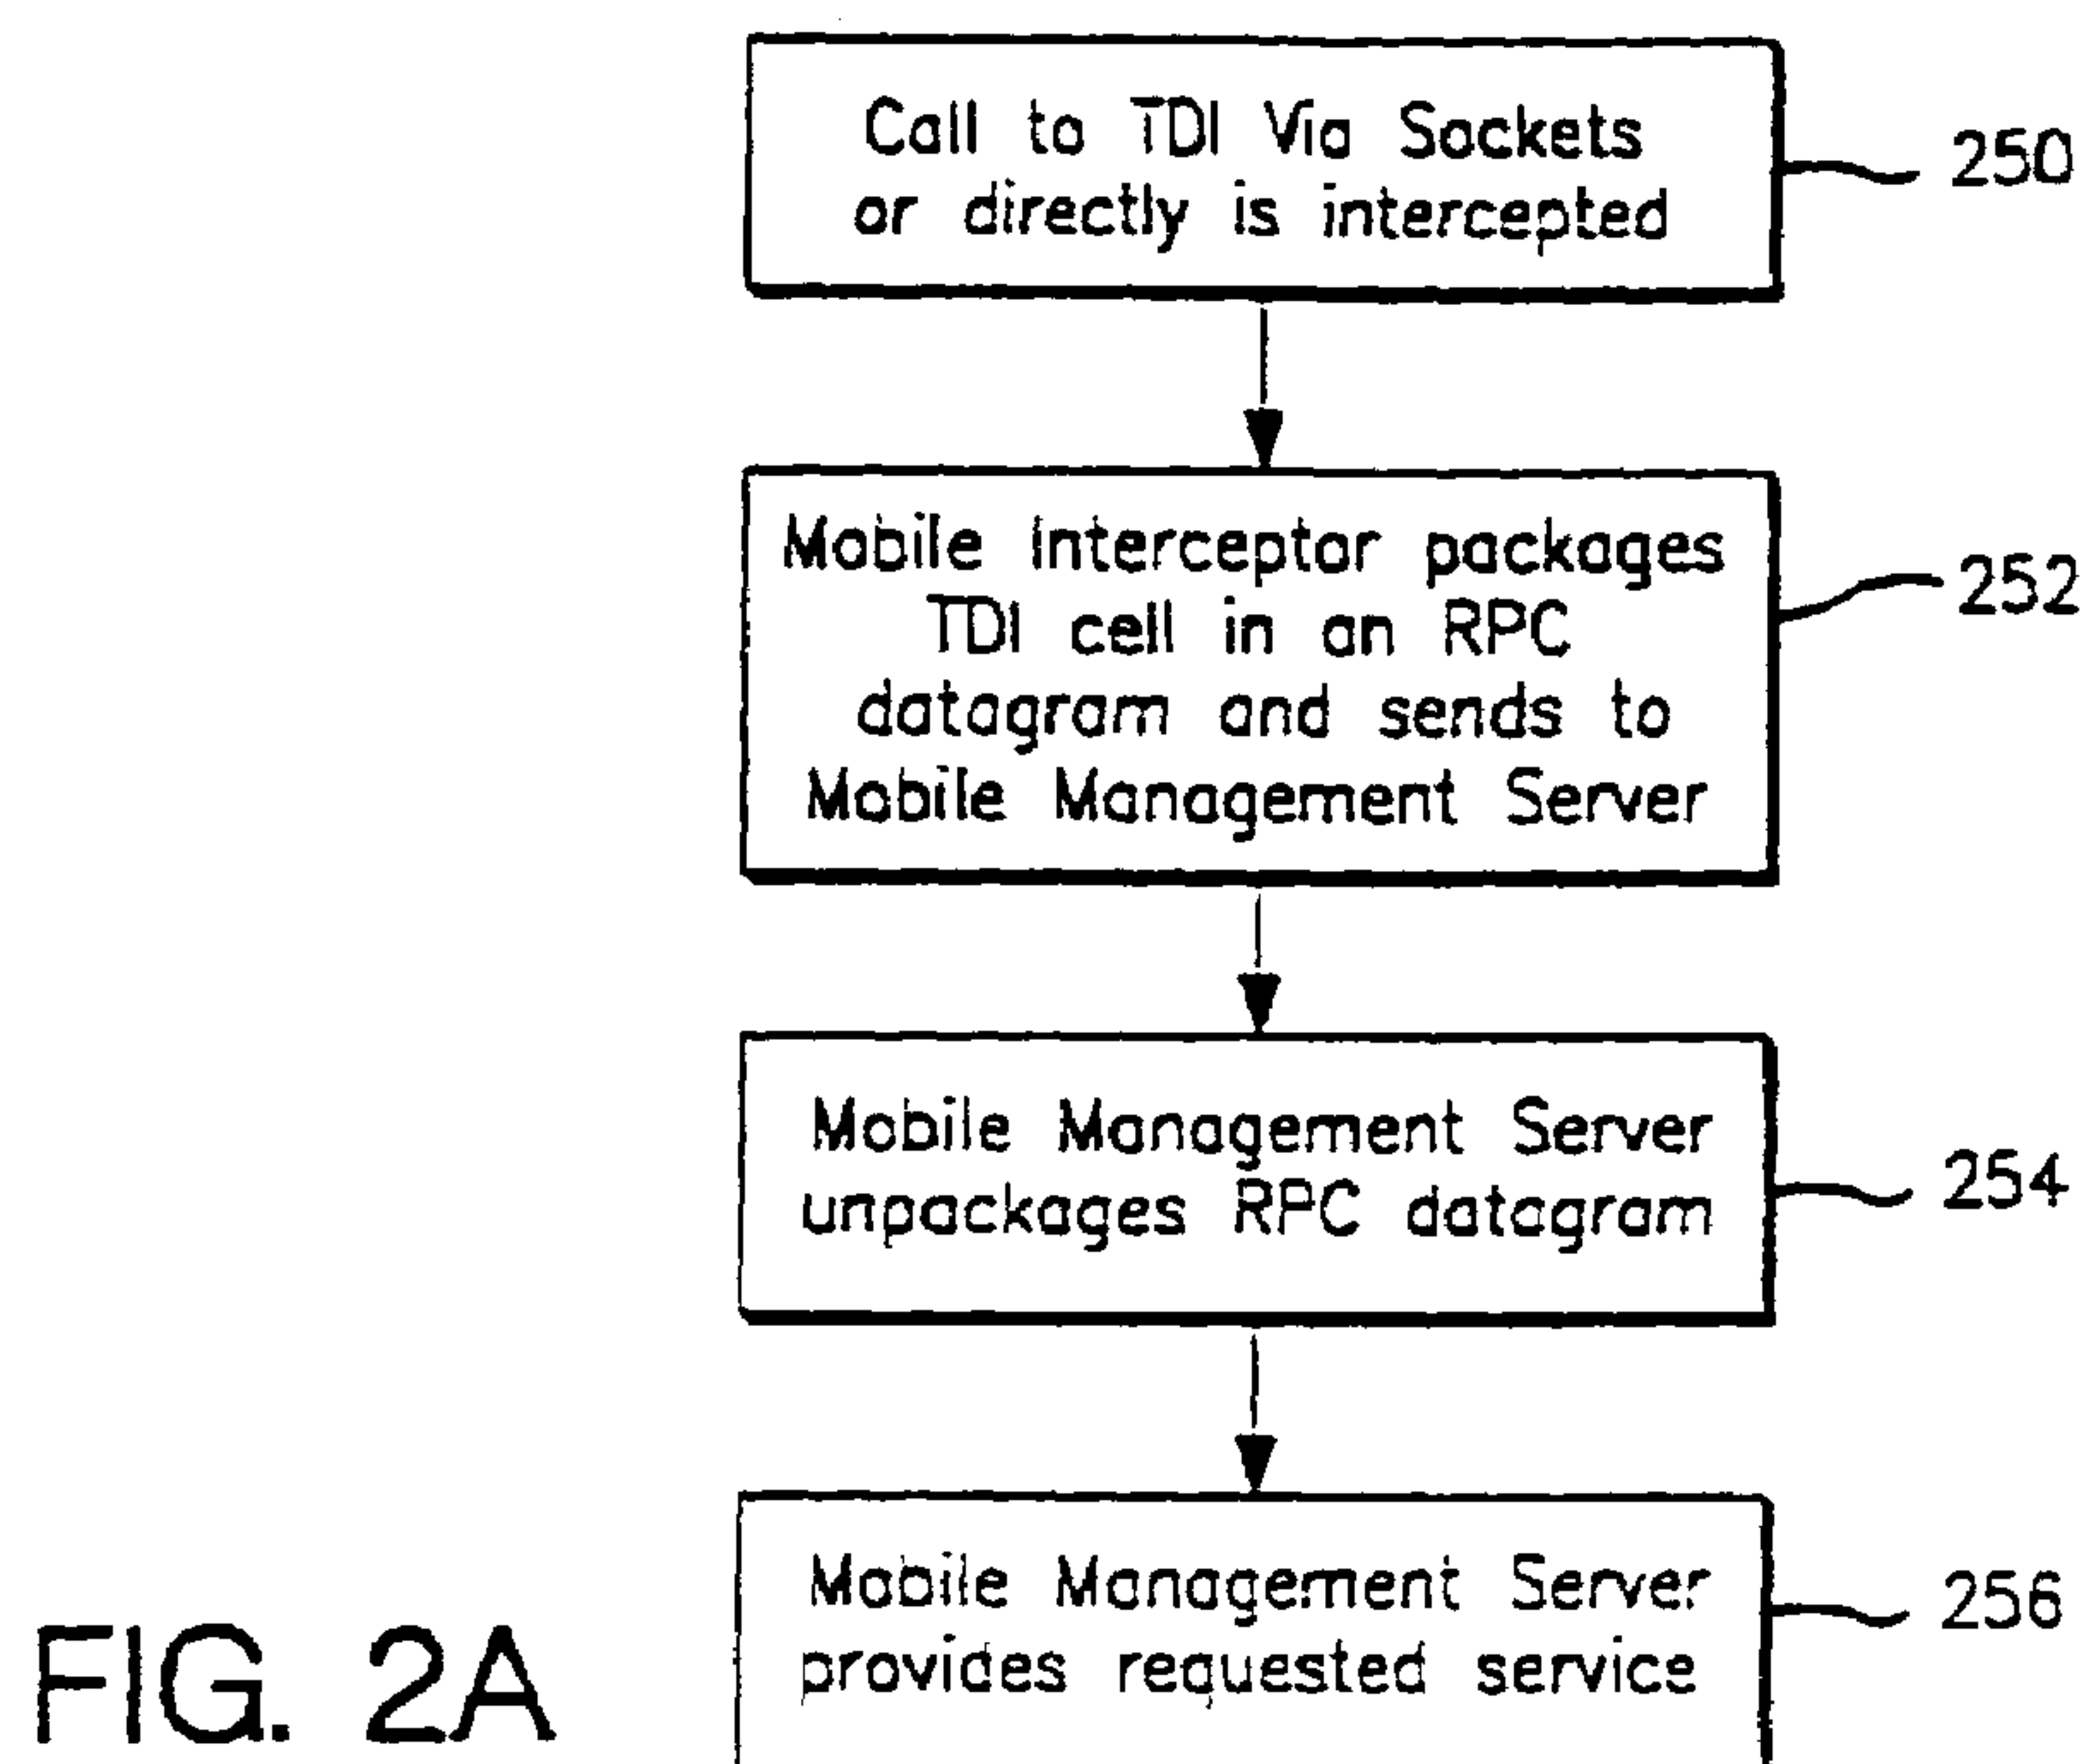 Call to TDI Via Sockets
or directly is intercepted
250
Mobile Interceptor packages
TDI cell in an RPC
datagram and sends to
Mobile Management Server
252
Mobile Management Server
unpackages RPC datagram
254
Mobile Management Server
provides requested service
256
FIG. 2A